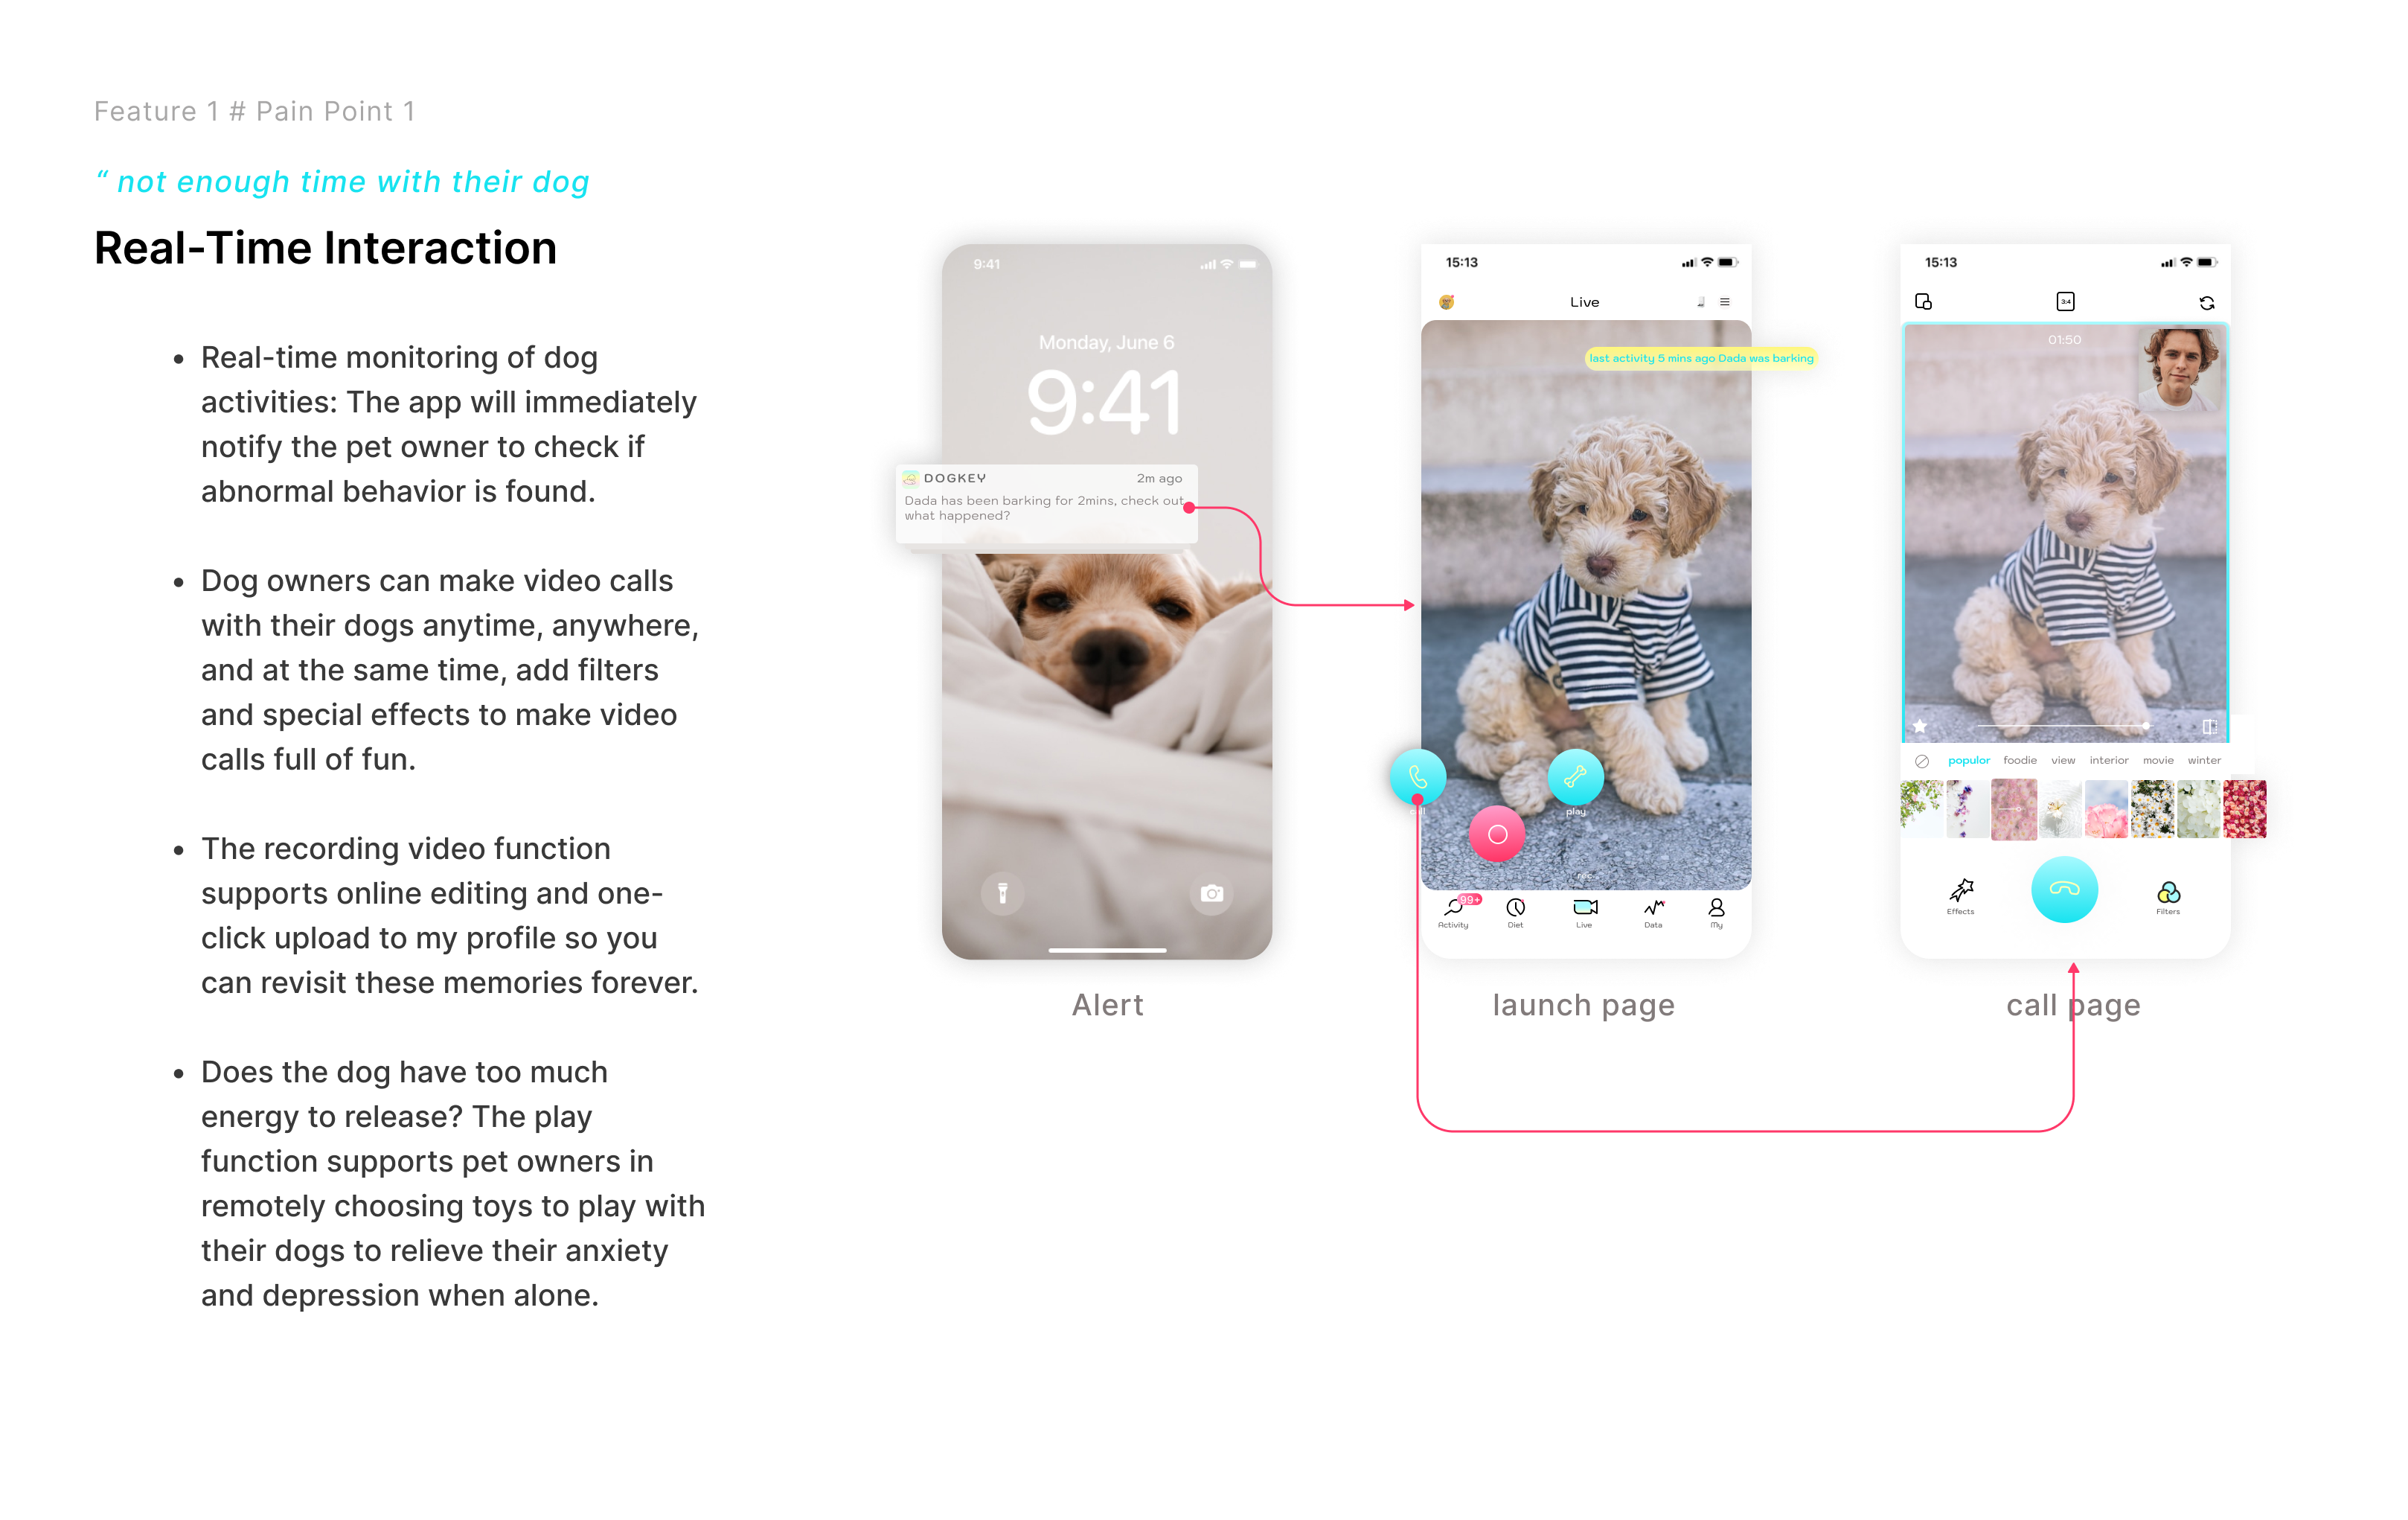 Feature 1 # Pain Point 1
“ not enough time with their dog
Real-Time Interaction
• Real-time monitoring of dog
activities: The app will immediately
notify the pet owner to check if
abnormal behavior is found.
• Dog owners can make video calls
with their dogs anytime, anywhere,
and at the same time, add filters
and special effects to make video
calls full of fun.
• The recording video function
supports online editing and one-
click upload to my profile so you
can revisit these memories forever.
• Does the dog have too much
energy to release? The play
function supports pet owners in
remotely choosing toys to play with
their dogs to relieve their anxiety
and depression when alone.
9:41
Monday, June 6
9:41
DOGKEY
2m ago
Dada has been barking for 2mins, check out
what happened?
Alert
15:13
Live
last activity 5 mins ago Dada was barking
call
play
rec
99+
Activity
Diet
Live
Data
My
launch page
15:13
3:4
01:50
populor
foodie
view
interior
movie
winter
Effects
Filters
call page